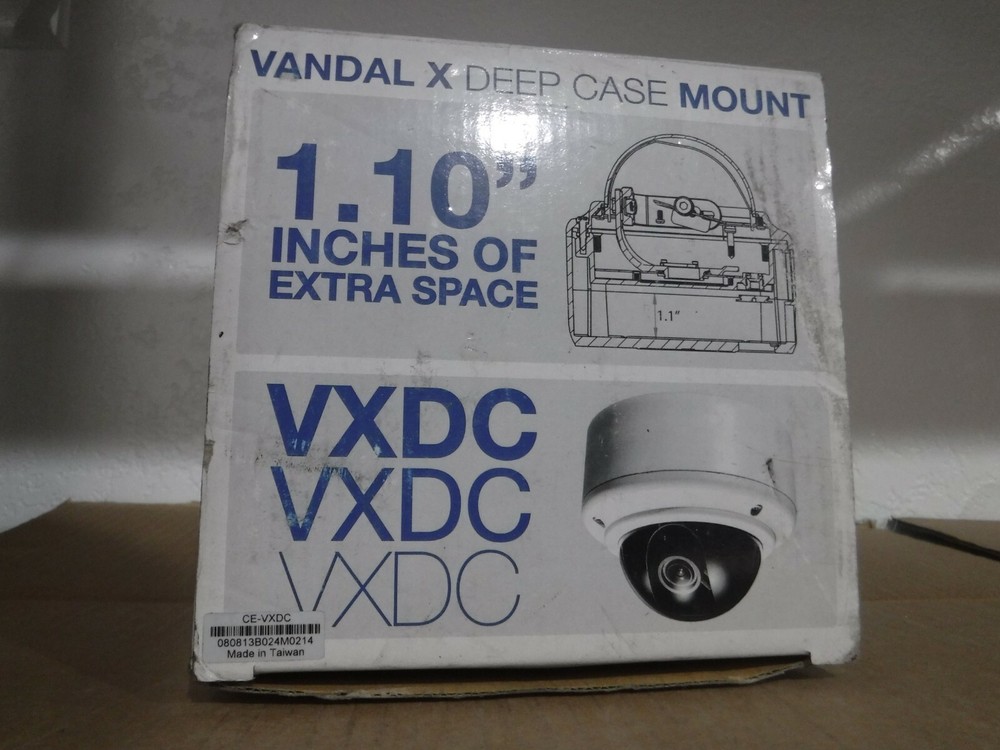 VANDAL X DEEP CASE MOUNT
1.10”
INCHES OF
EXTRA SPACE
1.1"
VXDC
VXDC
VXDC
CE-VXDC
080813B024M0214
Made in Taiwan